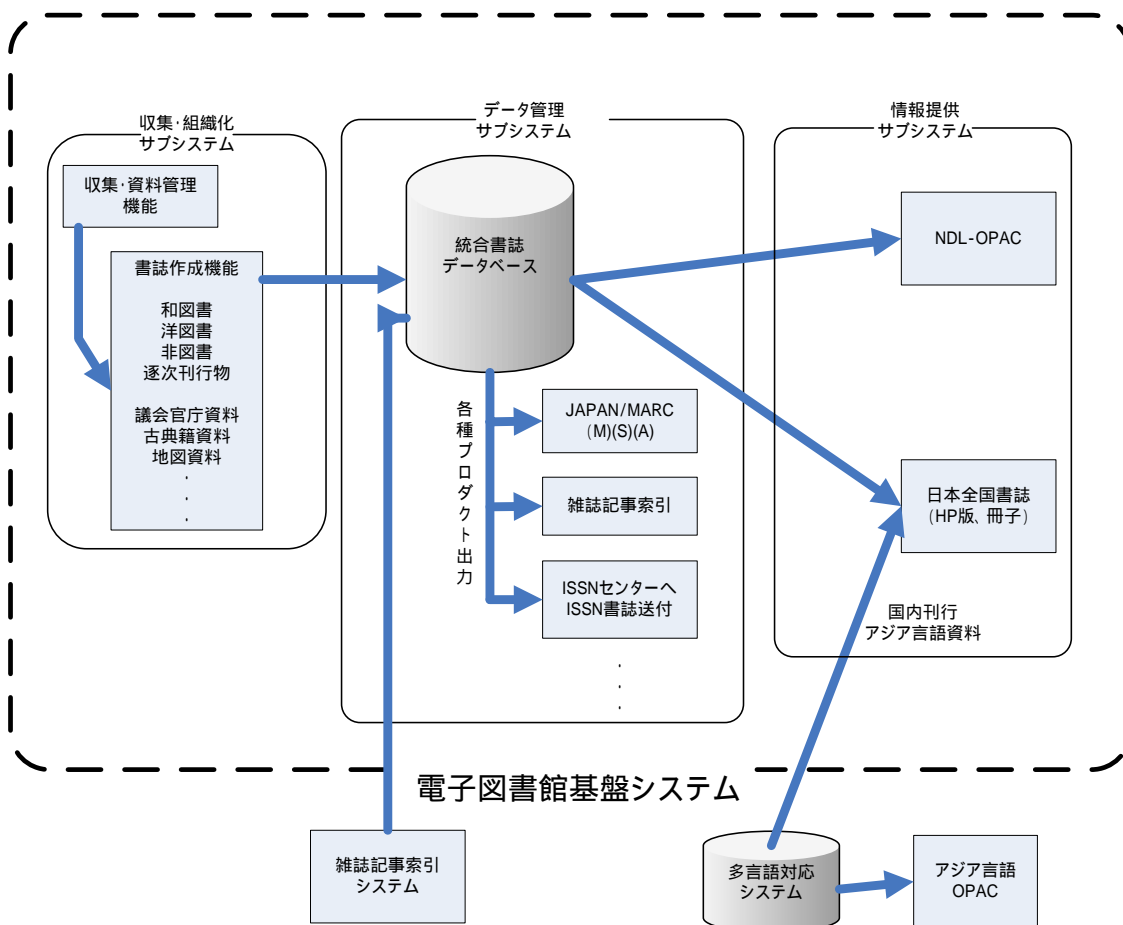 収集･組織化
サブシステム
収集･資料管理
機能
書誌作成機能
和図書
洋図書
非図書
逐次刊行物
議会官庁資料
古典籍資料
地図資料
・
・
・
データ管理
サブシステム
統合書誌
データベース
各種プロダクト出力
JAPAN/MARC
(M)(S)(A)
雑誌記事索引
ISSNセンターへ
ISSN書誌送付
・
・
・
情報提供
サブシステム
NDL-OPAC
日本全国書誌
(HP版、冊子)
国内刊行
アジア言語資料
電子図書館基盤システム
雑誌記事索引
システム
多言語対応
システム
アジア言語
OPAC